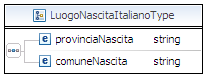 LuogoNascitaItalianoType
e provinciaNascita string
e comuneNascita string